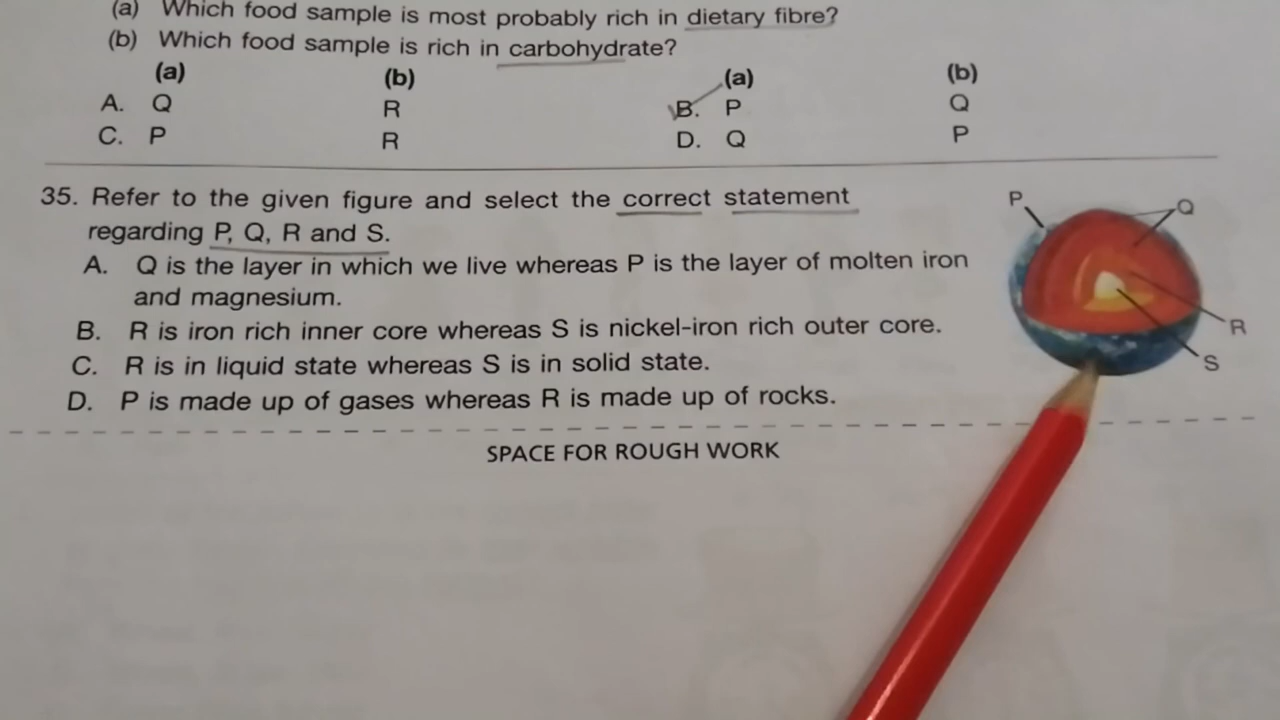 (a) Which food sample is most probably rich in dietary fibre?
(b) Which food sample is rich in carbohydrate?
(a) (b) (a) (b)
A. Q R B. P Q
C. P R D. Q P
35. Refer to the given figure and select the correct statement
regarding P, Q, R and S.
A. Q is the layer in which we live whereas P is the layer of molten iron
and magnesium.
B. R is iron rich inner core whereas S is nickel-iron rich outer core.
C. R is in liquid state whereas S is in solid state.
D. P is made up of gases whereas R is made up of rocks.
P
Q
R
S
SPACE FOR ROUGH WORK